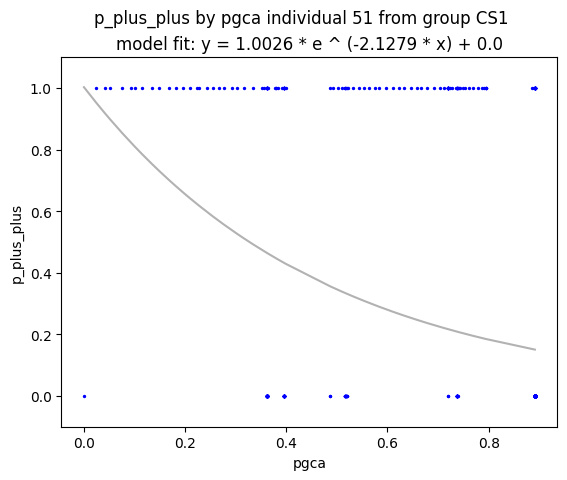 p_plus_plus by pgca individual 51 from group CS1
model fit: y = 1.0026 * e ^ (-2.1279 * x) + 0.0
p_plus_plus
1.0
0.8
0.6
0.4
0.2
0.0
0.0 0.2 0.4 0.6 0.8
pgca